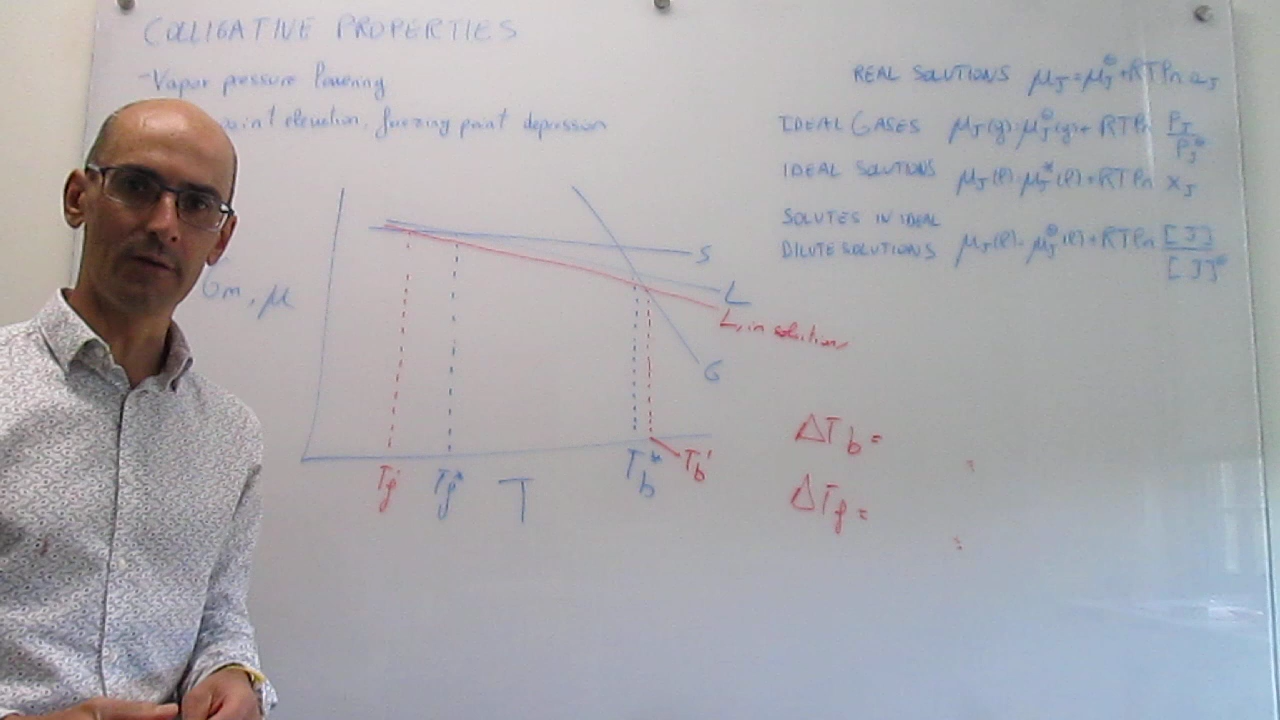 COLLIGATIVE PROPERTIES
-Vapor pressure lowering
point elevation, freezing point depression
REAL SOLUTIONS μJ = μJ° + RT ln aJ
IDEAL GASES μJ(g) = μJ°(g) + RT ln PJ/PJ°
IDEAL SOLUTIONS μJ(l) = μJ*(l) + RT ln xJ
SOLUTES IN IDEAL
DILUTE SOLUTIONS μJ(l) = μJ°(l) + RT ln [J]/[J]°
Gm, μ
S
L
L, in solution
G
Tf' Tf* T Tb* Tb'
ΔTb =
ΔTf =